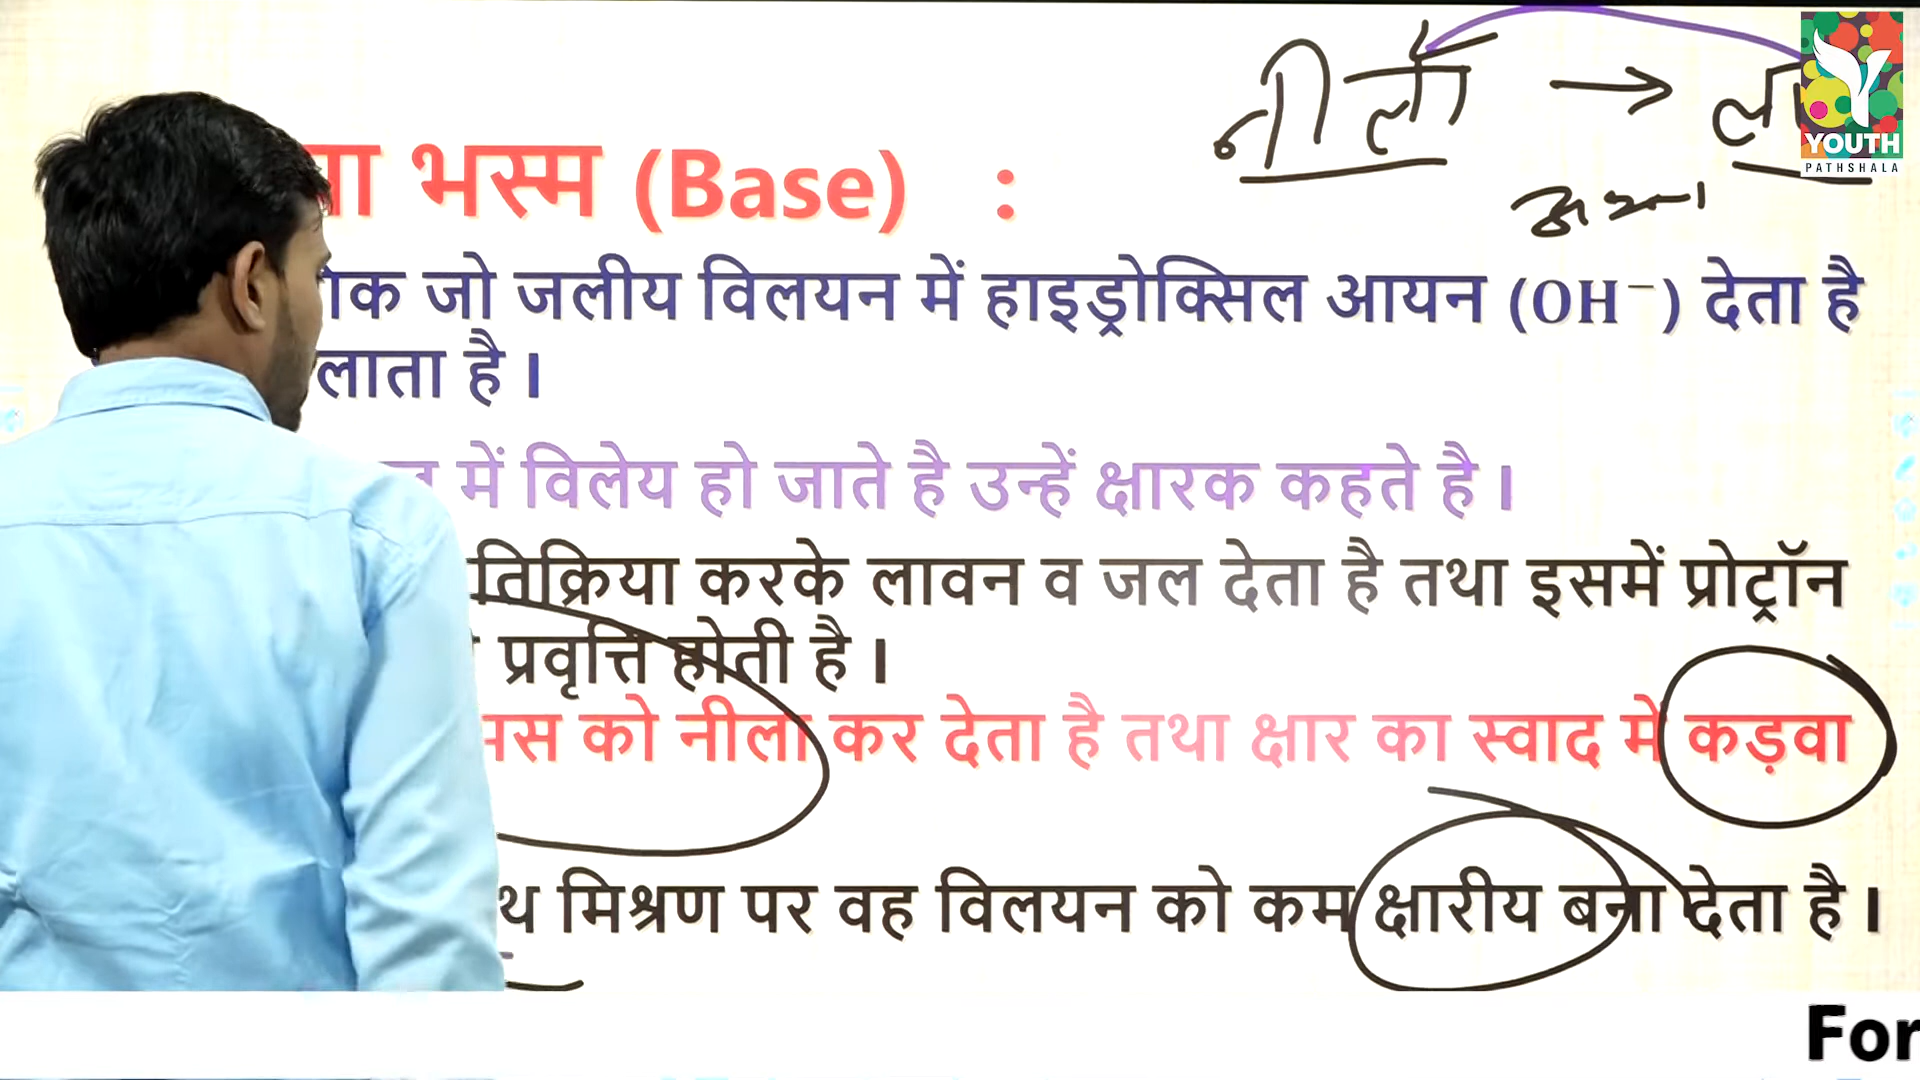 नीला →
YOUTH
PATHSHALA
भस्म (Base) :
जो जलीय विलयन में हाइड्रोक्सिल आयन (OH⁻) देता है
है ।
में विलेय हो जाते है उन्हें क्षारक कहते है ।
करके लावन व जल देता है तथा इसमें प्रोट्रॉन
प्रवृत्ति होती है ।
को नीला कर देता है तथा क्षार का स्वाद में कड़वा
मिश्रण पर वह विलयन को कम क्षारीय बना देता है ।
For